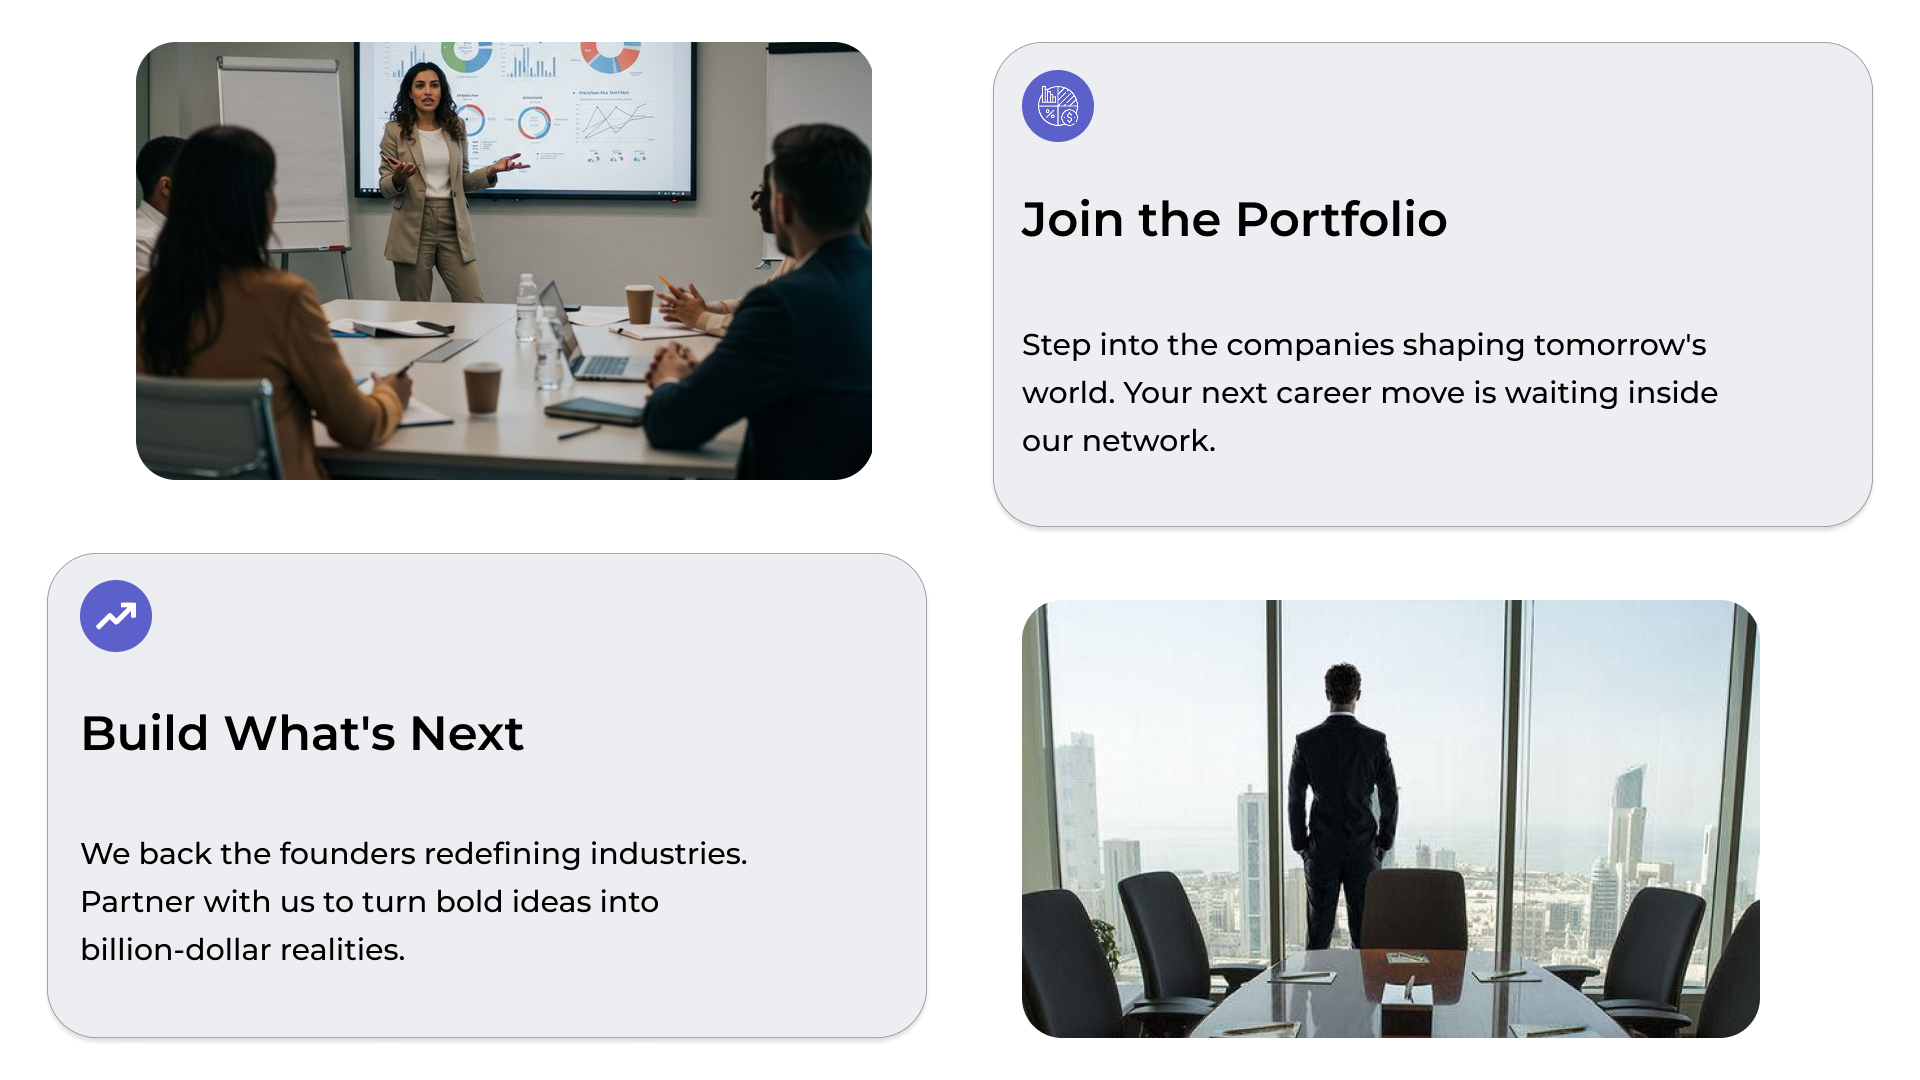 Join the Portfolio
Step into the companies shaping tomorrow's
world. Your next career move is waiting inside
our network.
Build What's Next
We back the founders redefining industries.
Partner with us to turn bold ideas into
billion-dollar realities.